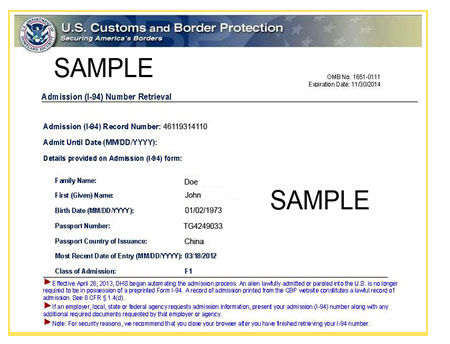 U.S. Customs and Border Protection
Securing America's Borders
SAMPLE
OMB No. 1651-0111
Expiration Date: 11/30/2014
Admission (I-94) Number Retrieval
Admission (I-94) Record Number: 46119314110
Admit Until Date (MM/DD/YYYY):
Details provided on Admission (I-94) form:
Family Name: Doe
First (Given) Name: John
SAMPLE
Birth Date (MM/DD/YYYY): 01/02/1973
Passport Number: TG4249033
Passport Country of Issuance: China
Most Recent Date of Entry (MM/DD/YYYY): 03/18/2012
Class of Admission: F1
Effective April 26, 2013, DHS began automating the admission process. An alien lawfully admitted or paroled into the U.S. is no longer
required to be in possession of a preprinted Form I-94. A record of admission printed from the CBP website constitutes a lawful record of
admission. See 8 CFR § 1.4(d).
If an employer, local, state or federal agency requests admission information, present your admission (I-94) number along with any
additional required documents requested by that employer or agency.
Note: For security reasons, we recommend that you close your browser after you have finished retrieving your I-94 number.